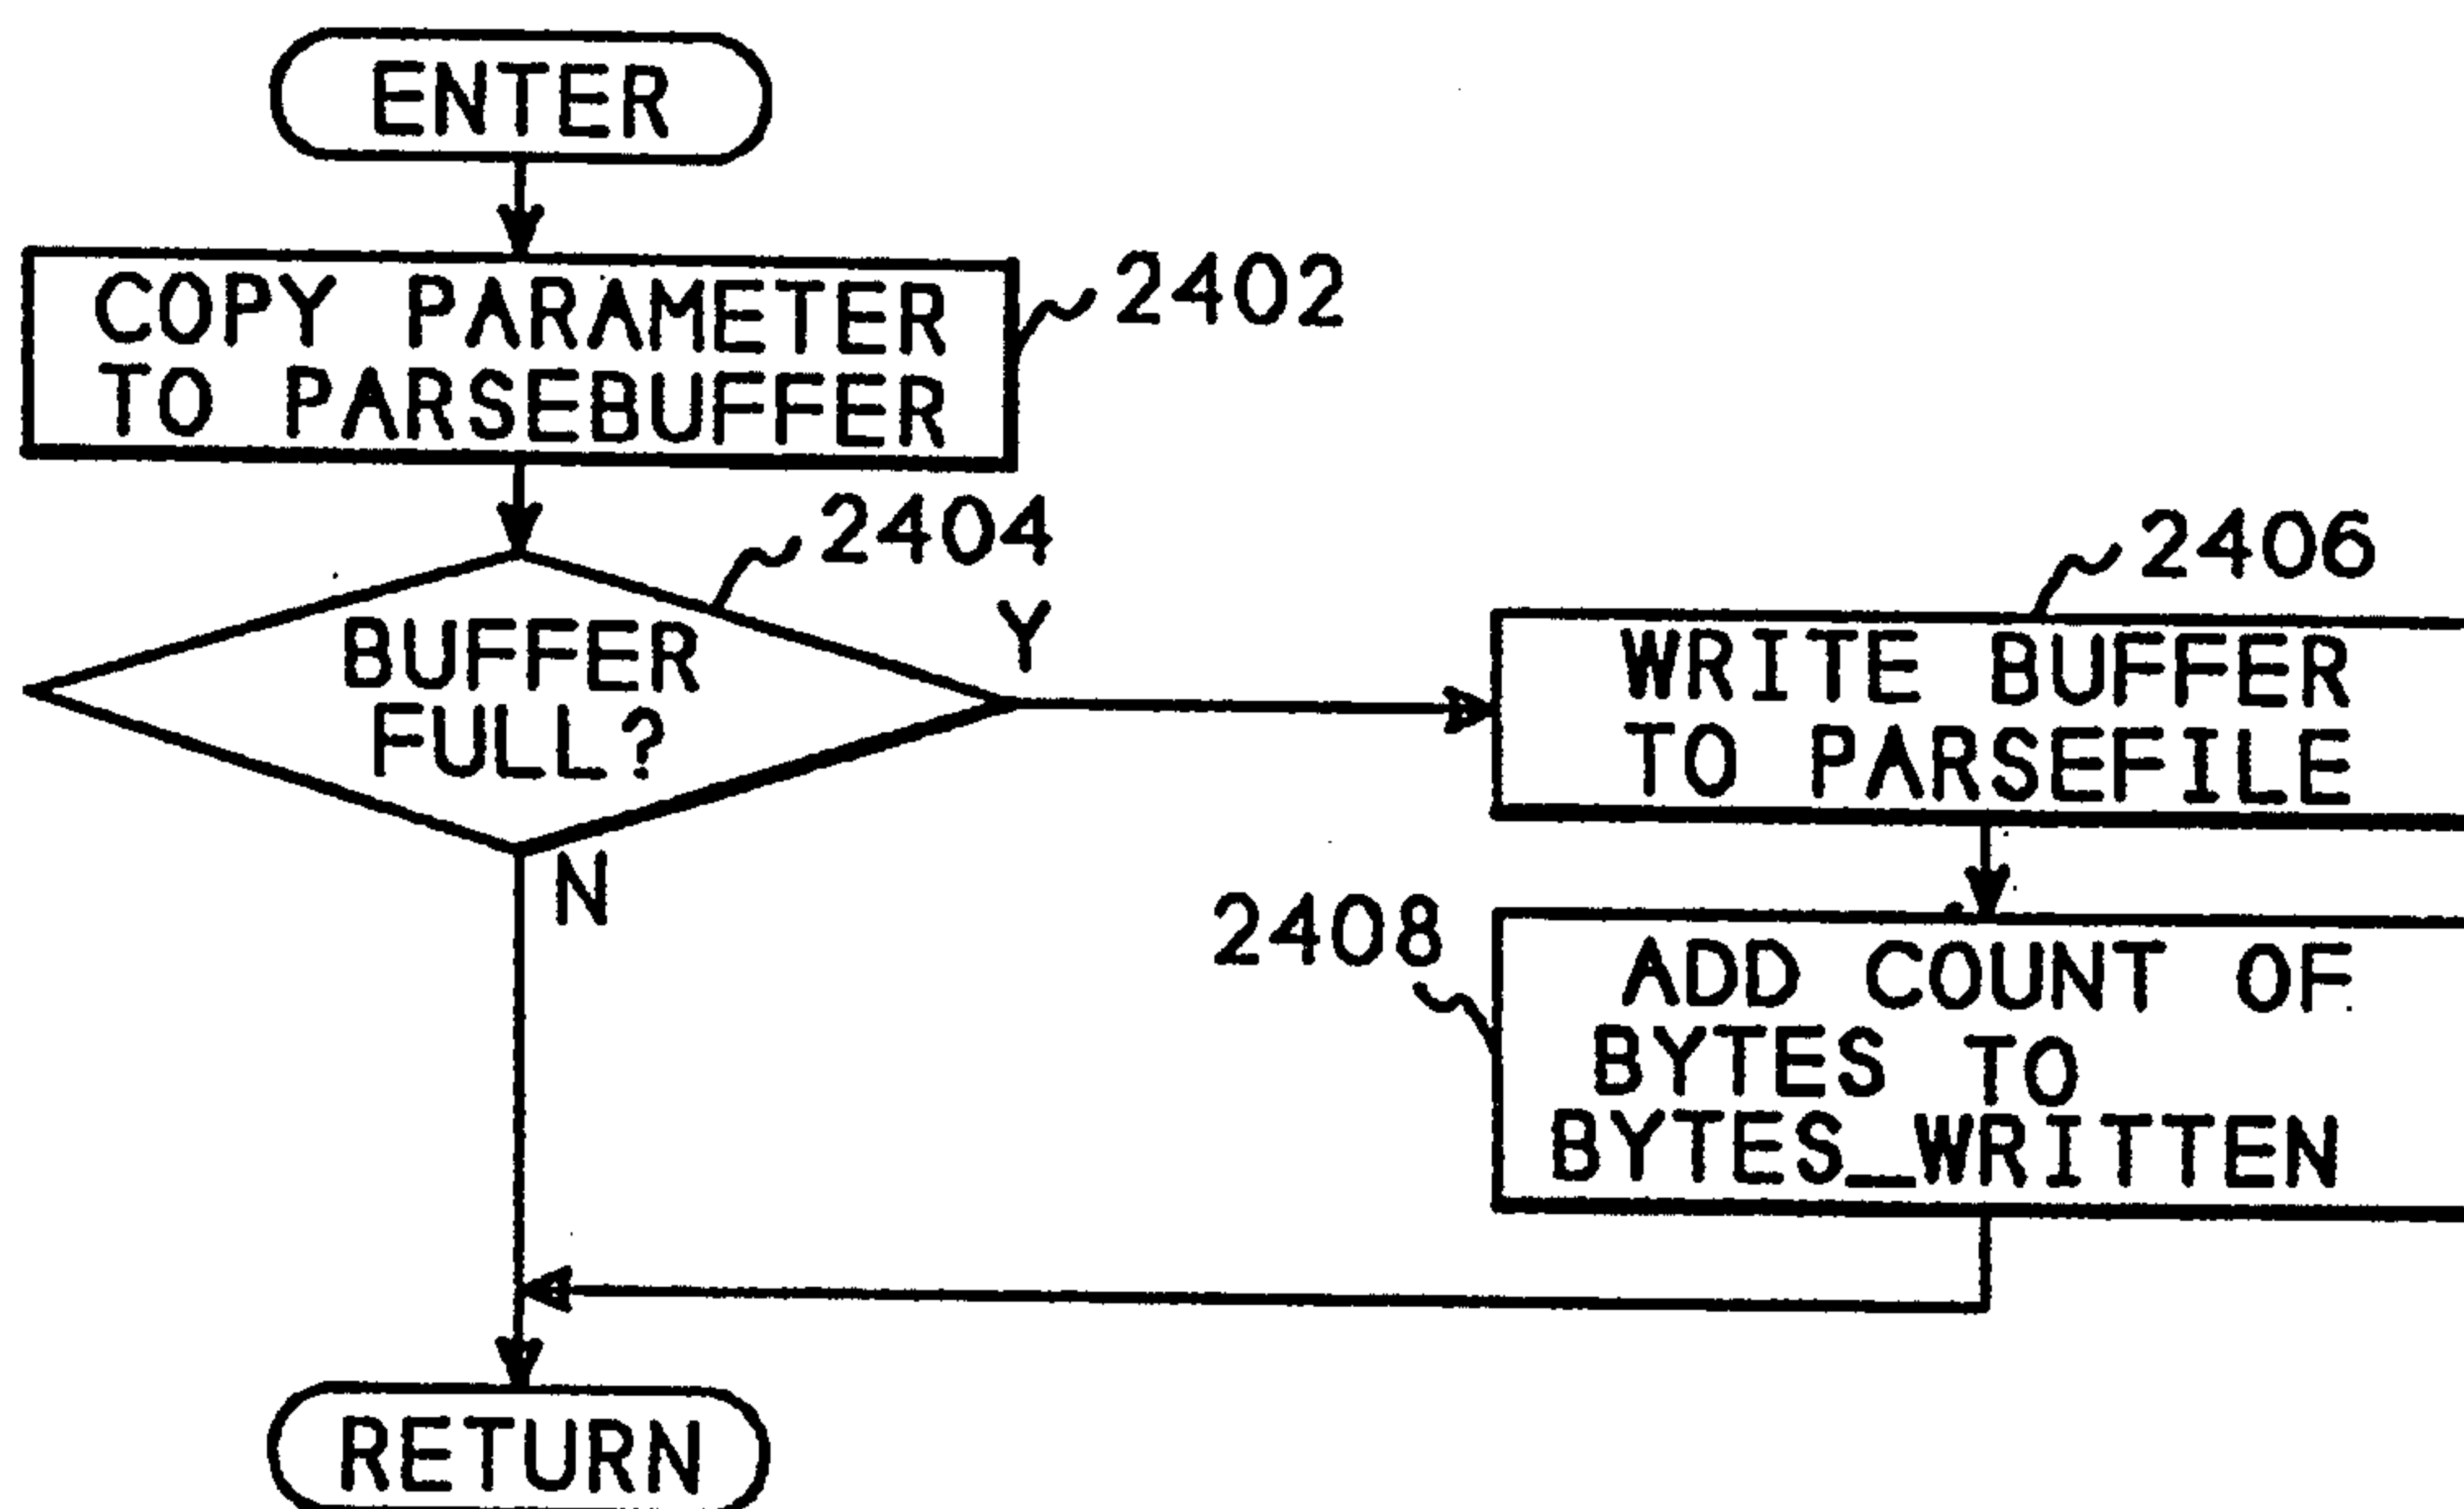 ENTER
COPY PARAMETER
TO PARSEBUFFER
2402
2404
BUFFER
FULL?
Y
N
2406
WRITE BUFFER
TO PARSEFILE
2408
ADD COUNT OF
BYTES TO
BYTES_WRITTEN
RETURN